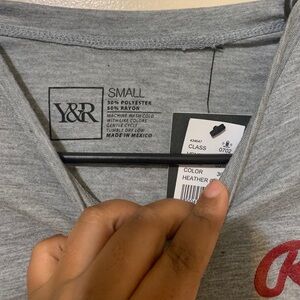 Y&R
SMALL
50% POLYESTER
50% RAYON
MACHINE WASH COLD
WITH LIKE COLORS
GENTLE CYCLE
TUMBLE DRY LOW
MADE IN MEXICO
CLASS
0702
COLOR
HEATHER
R